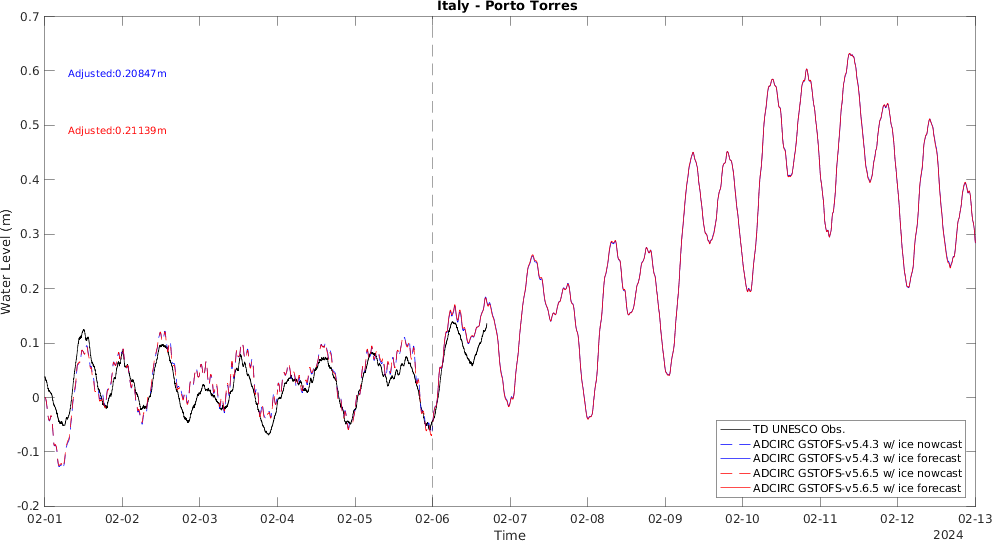 Italy - Porto Torres
0.7
0.6
0.5
0.4
0.3
0.2
0.1
0
-0.1
-0.2
Water Level (m)
Adjusted:0.20847m
Adjusted:0.21139m
TD UNESCO Obs.
ADCIRC GSTOFS-v5.4.3 w/ ice nowcast
ADCIRC GSTOFS-v5.4.3 w/ ice forecast
ADCIRC GSTOFS-v5.6.5 w/ ice nowcast
ADCIRC GSTOFS-v5.6.5 w/ ice forecast
02-01 02-02 02-03 02-04 02-05 02-06 02-07 02-08 02-09 02-10 02-11 02-12 02-13
Time
2024